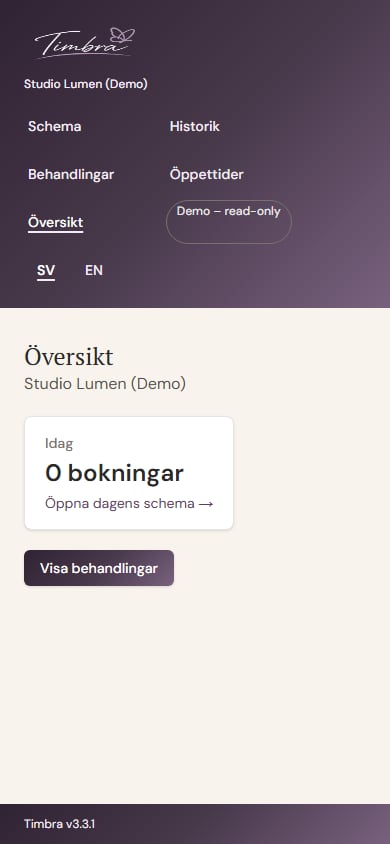 Timbra
Studio Lumen (Demo)
Schema
Historik
Behandlingar
Öppettider
Översikt
Demo – read-only
SV
EN
Översikt
Studio Lumen (Demo)
Idag
0 bokningar
Öppna dagens schema →
Visa behandlingar
Timbra v3.3.1